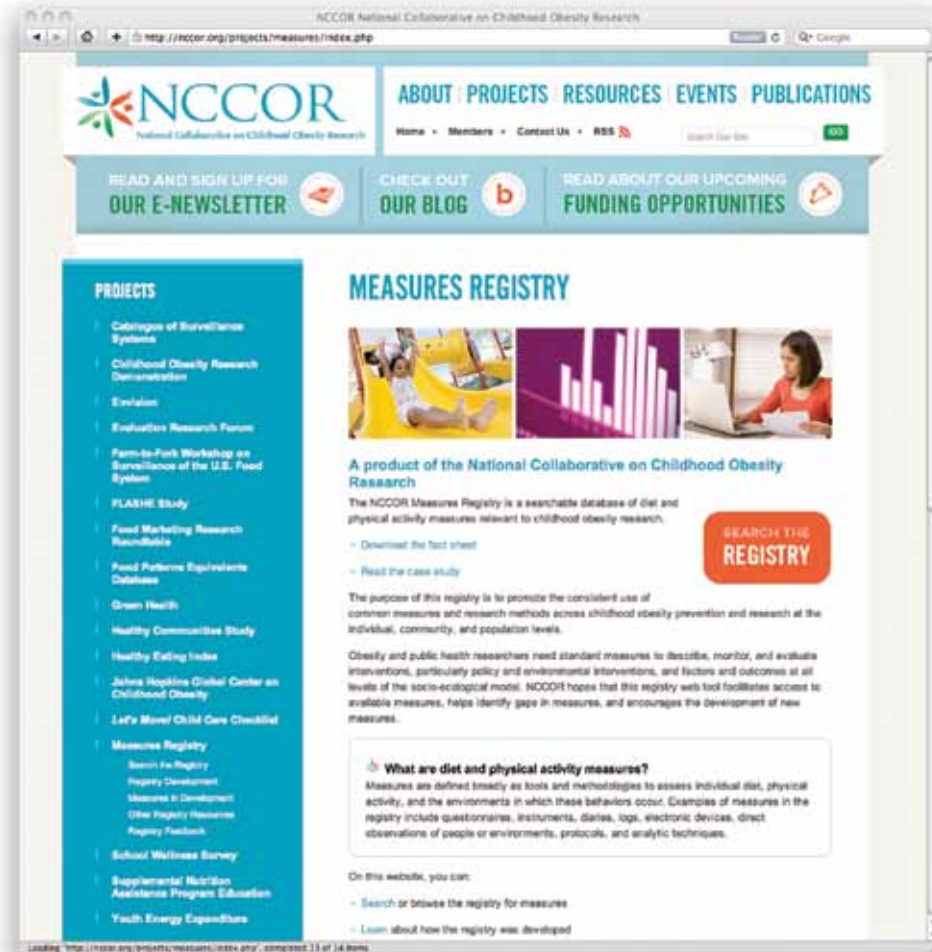 NCCOR National Collaborative on Childhood Obesity Research
http://nccor.org/projects/measures/index.php
Google
NCCOR
National Collaborative on Childhood Obesity Research
ABOUT | PROJECTS | RESOURCES | EVENTS | PUBLICATIONS
Home • Members • Contact Us • RSS
GO
READ AND SIGN UP FOR
OUR E-NEWSLETTER
CHECK OUT
OUR BLOG
b
READ ABOUT OUR UPCOMING
FUNDING OPPORTUNITIES
PROJECTS
Catalogue of Surveillance
Systems
Childhood Obesity Research
Demonstration
Envision
Evaluation Research Forum
Farm-to-Fork Workshop on
Surveillance of the U.S. Food
System
FLASHE Study
Food Marketing Research
Roundtable
Food Patterns Equivalents
Database
Green Health
Healthy Communities Study
Healthy Eating Index
Johns Hopkins Global Center on
Childhood Obesity
Let's Move! Child Care Checklist
Measures Registry
Search the Registry
Registry Development
Measures in Development
Other Registry Resources
Registry Feedback
School Wellness Survey
Supplemental Nutrition
Assistance Program Education
Youth Energy Expenditure
MEASURES REGISTRY
A product of the National Collaborative on Childhood Obesity
Research
The NCCOR Measures Registry is a searchable database of diet and
physical activity measures relevant to childhood obesity research.
SEARCH THE
REGISTRY
– Download the fact sheet
– Read the case study
The purpose of this registry is to promote the consistent use of
common measures and research methods across childhood obesity prevention and research at the
individual, community, and population levels.
Obesity and public health researchers need standard measures to describe, monitor, and evaluate
interventions, particularly policy and environmental interventions, and factors and outcomes at all
levels of the socio-ecological model. NCCOR hopes that this registry web tool facilitates access to
available measures, helps identify gaps in measures, and encourages the development of new
measures.
What are diet and physical activity measures?
Measures are defined broadly as tools and methodologies to assess individual diet, physical
activity, and the environments in which these behaviors occur. Examples of measures in the
registry include questionnaires, instruments, diaries, logs, electronic devices, direct
observations of people or environments, protocols, and analytic techniques.
On this website, you can:
– Search or browse the registry for measures
– Learn about how the registry was developed
Loading "http://nccor.org/projects/measures/index.php", completed 13 of 14 items